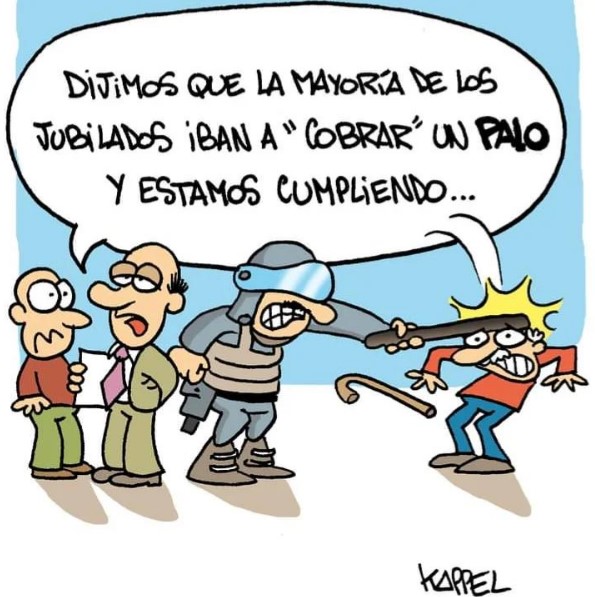 DIJIMOS QUE LA MAYORÍA DE LOS
JUBILADOS IBAN A "COBRAR" UN PALO
Y ESTAMOS CUMPLIENDO...
KAPPEL